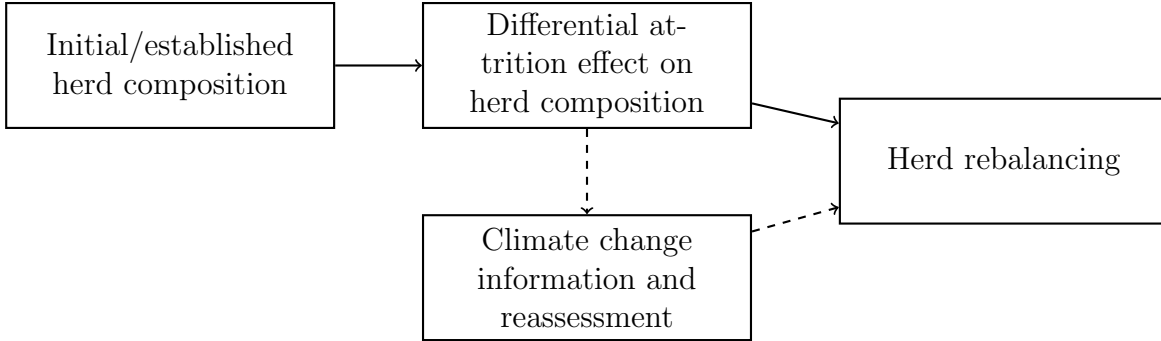 Initial/established
herd composition
Differential at-
trition effect on
herd composition
Herd rebalancing
Climate change
information and
reassessment